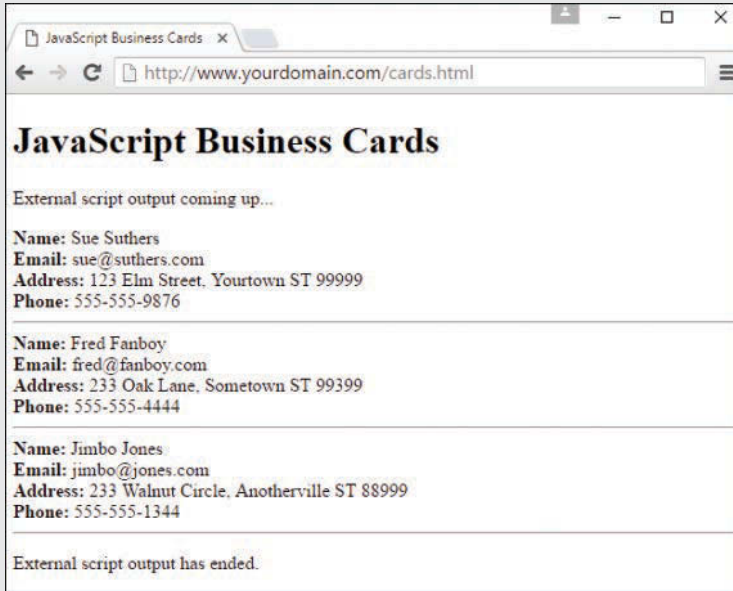 JavaScript Business Cards
http://www.yourdomain.com/cards.html
JavaScript Business Cards
External script output coming up...
Name: Sue Suthers
Email: sue@suthers.com
Address: 123 Elm Street, Yourtown ST 99999
Phone: 555-555-9876
Name: Fred Fanboy
Email: fred@fanboy.com
Address: 233 Oak Lane, Sometown ST 99399
Phone: 555-555-4444
Name: Jimbo Jones
Email: jimbo@jones.com
Address: 233 Walnut Circle, Anotherville ST 88999
Phone: 555-555-1344
External script output has ended.